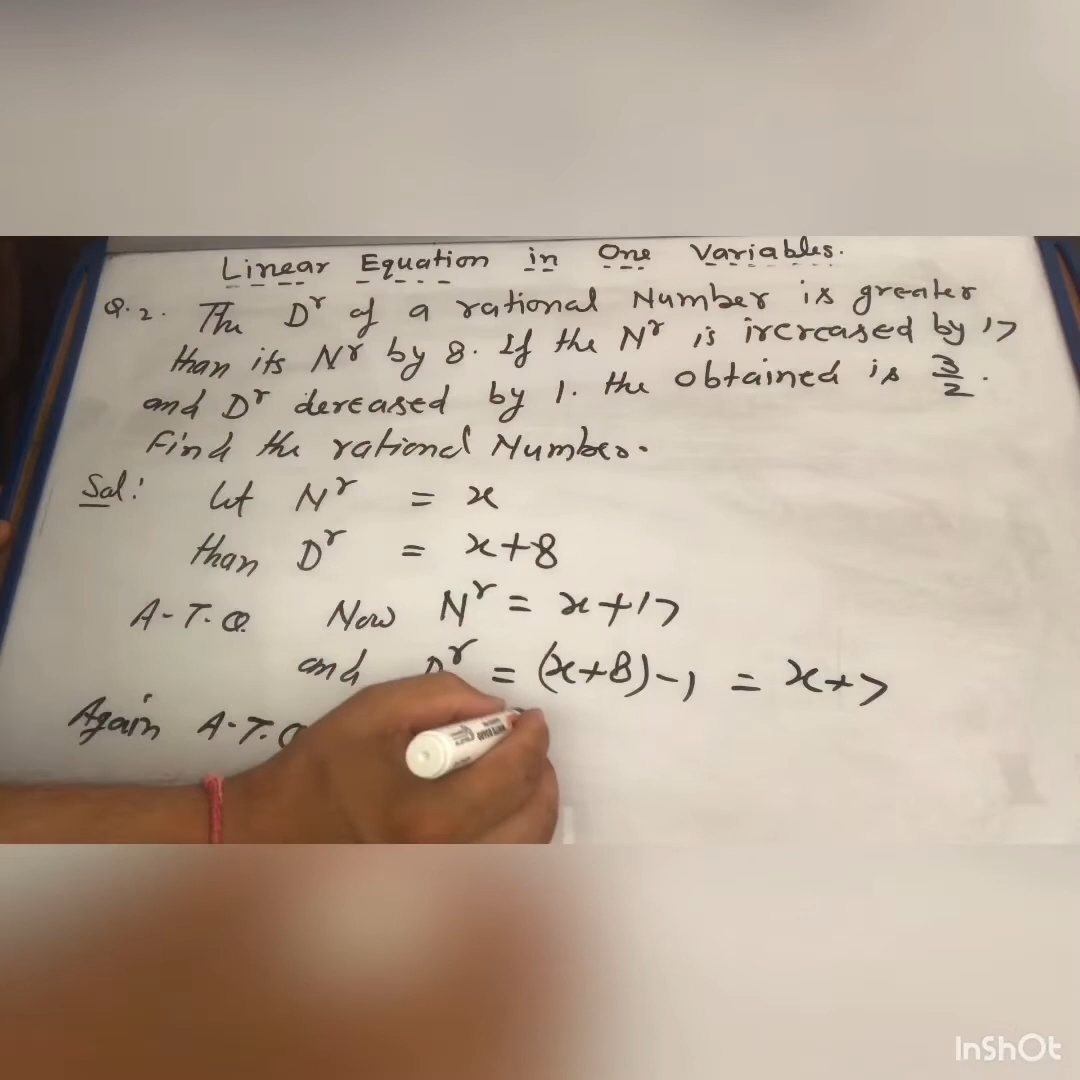 Linear Equation in One Variables.
Q.2. The Dʳ of a rational Number is greater
than its Nʳ by 8. If the Nʳ is increased by 17
and Dʳ dereased by 1. the obtained is 3/2.
Find the rational Number.
Sol: let Nʳ = x
than Dʳ = x+8
A-T.Q. Now Nʳ = x+17
and Dʳ = (x+8)-1 = x+7
Again A-T.Q
InShOt